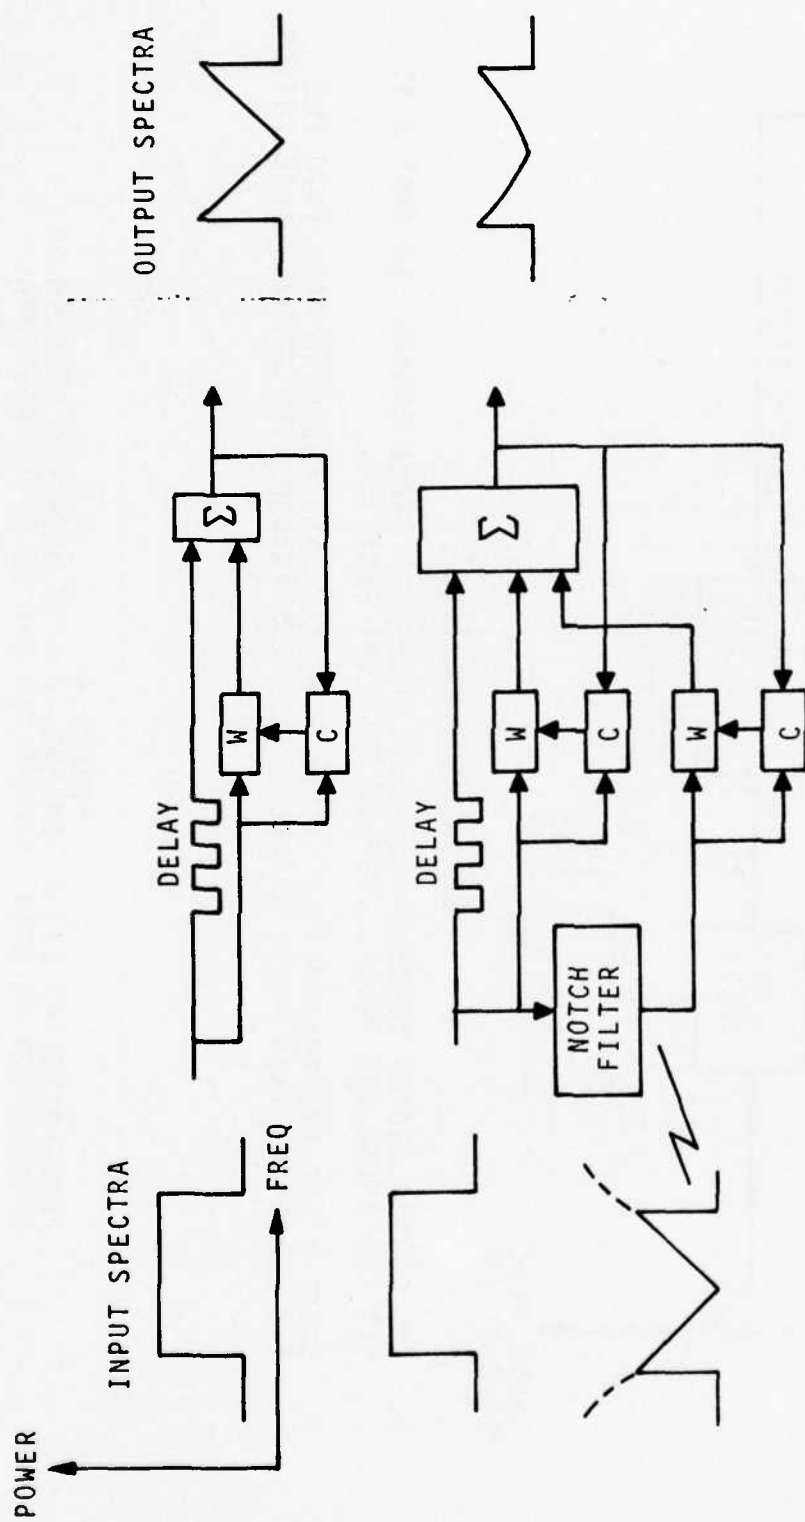 POWER
INPUT SPECTRA
FREQ
OUTPUT SPECTRA
DELAY
Σ
W
C
DELAY
Σ
W
C
NOTCH
FILTER
W
C